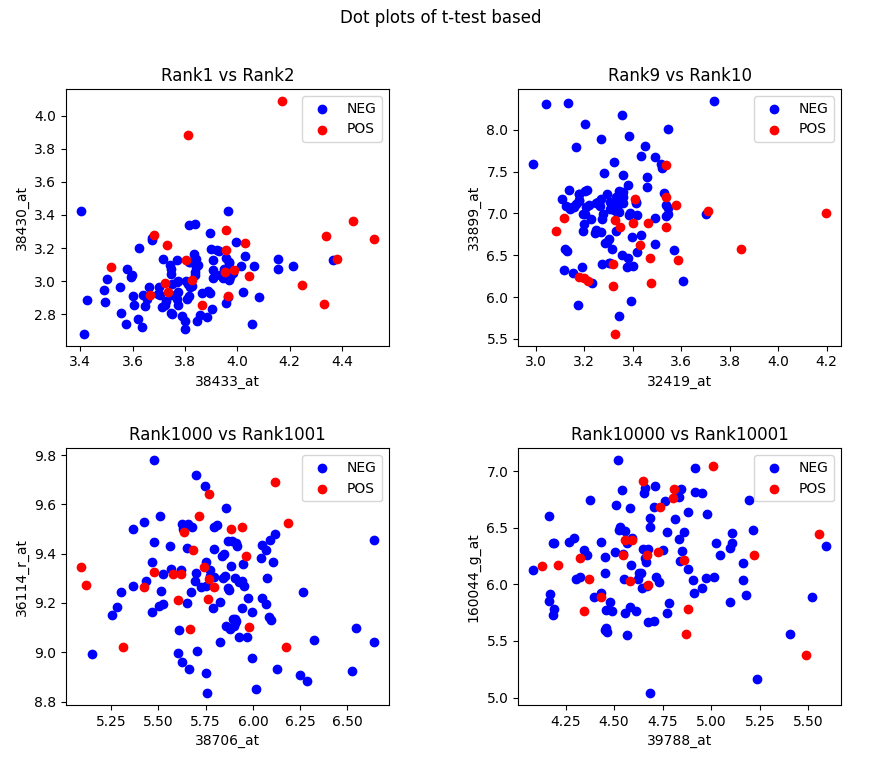 Dot plots of t-test based
Rank1 vs Rank2
NEG
POS
4.0
3.8
3.6
3.4
3.2
3.0
2.8
38430_at
3.4 3.6 3.8 4.0 4.2 4.4
38433_at
Rank9 vs Rank10
NEG
POS
8.0
7.5
7.0
6.5
6.0
5.5
33899_at
3.0 3.2 3.4 3.6 3.8 4.0 4.2
32419_at
Rank1000 vs Rank1001
NEG
POS
9.8
9.6
9.4
9.2
9.0
8.8
36114_r_at
5.25 5.50 5.75 6.00 6.25 6.50
38706_at
Rank10000 vs Rank10001
NEG
POS
7.0
6.5
6.0
5.5
5.0
160044_g_at
4.25 4.50 4.75 5.00 5.25 5.50
39788_at